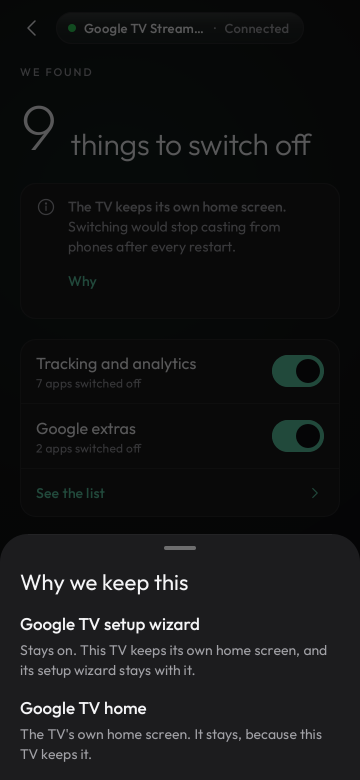 Google TV Stream… · Connected
WE FOUND
9 things to switch off
The TV keeps its own home screen.
Switching would stop casting from
phones after every restart.
Why
Tracking and analytics
7 apps switched off
Google extras
2 apps switched off
See the list
Why we keep this
Google TV setup wizard
Stays on. This TV keeps its own home screen, and
its setup wizard stays with it.
Google TV home
The TV's own home screen. It stays, because this
TV keeps it.